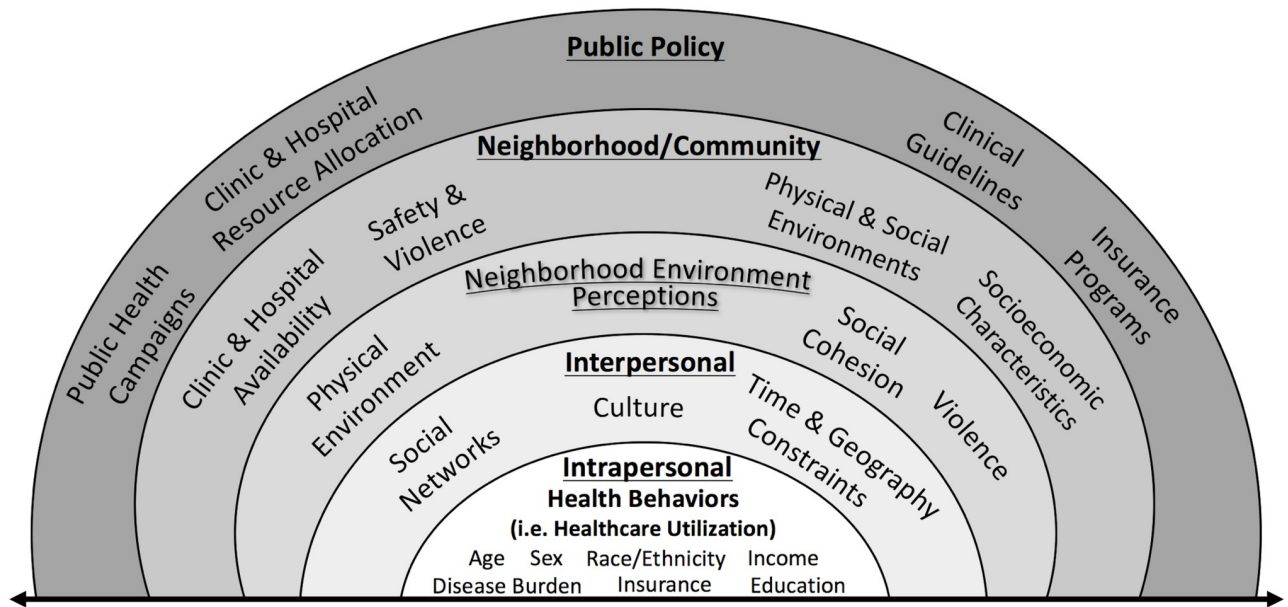 Public Policy
Clinic & Hospital
Resource Allocation
Clinical
Guidelines
Public Health
Campaigns
Insurance
Programs
Neighborhood/Community
Safety &
Violence
Physical & Social
Environments
Clinic & Hospital
Availability
Socioeconomic
Characteristics
Neighborhood Environment
Perceptions
Physical
Environment
Social
Cohesion
Violence
Interpersonal
Culture
Social
Networks
Time & Geography
Constraints
Intrapersonal
Health Behaviors
(i.e. Healthcare Utilization)
Age Sex Race/Ethnicity Income
Disease Burden Insurance Education